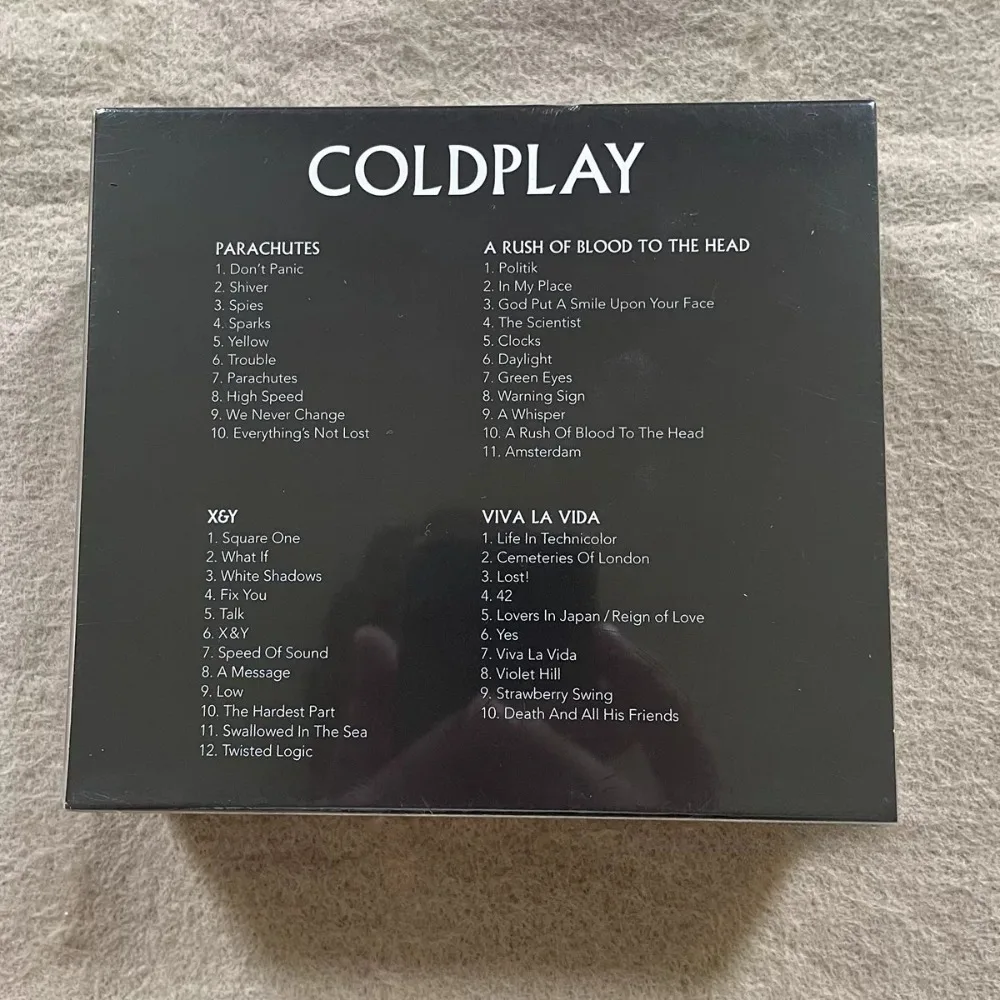 COLDPLAY
PARACHUTES
1. Don't Panic
2. Shiver
3. Spies
4. Sparks
5. Yellow
6. Trouble
7. Parachutes
8. High Speed
9. We Never Change
10. Everything's Not Lost
A RUSH OF BLOOD TO THE HEAD
1. Politik
2. In My Place
3. God Put A Smile Upon Your Face
4. The Scientist
5. Clocks
6. Daylight
7. Green Eyes
8. Warning Sign
9. A Whisper
10. A Rush Of Blood To The Head
11. Amsterdam
X&Y
1. Square One
2. What If
3. White Shadows
4. Fix You
5. Talk
6. X&Y
7. Speed Of Sound
8. A Message
9. Low
10. The Hardest Part
11. Swallowed In The Sea
12. Twisted Logic
VIVA LA VIDA
1. Life In Technicolor
2. Cemeteries Of London
3. Lost!
4. 42
5. Lovers In Japan / Reign of Love
6. Yes
7. Viva La Vida
8. Violet Hill
9. Strawberry Swing
10. Death And All His Friends